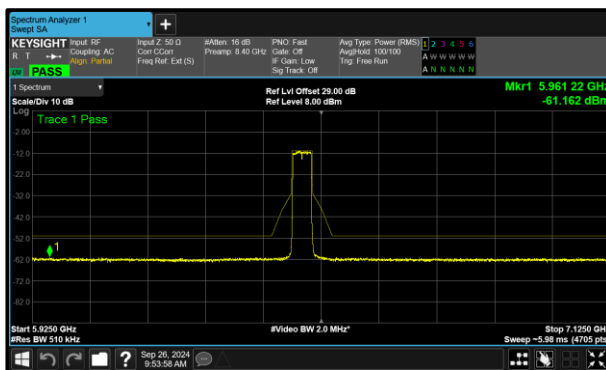 Spectrum Analyzer 1
Swept SA
+
KEYSIGHT
R T
PASS
Input: RF
Coupling: AC
Align: Partial
Input Z: 50 Ω
Corr CCorr
Freq Ref: Ext (S)
#Atten: 16 dB
Preamp: 8.40 GHz
PNO: Fast
Gate: Off
IF Gain: Low
Sig Track: Off
Avg Type: Power (RMS)
Avg|Hold: 100/100
Trig: Free Run
1 2 3 4 5 6
A W W W W W
A N N N N N
1 Spectrum
Scale/Div 10 dB
Ref Lvl Offset 29.00 dB
Ref Level 8.00 dBm
Mkr1 5.961 22 GHz
-61.162 dBm
Log
Trace 1 Pass
-2.00
-12.0
-22.0
-32.0
-42.0
-52.0
-62.0
-72.0
-82.0
1
Start 5.9250 GHz
#Res BW 510 kHz
#Video BW 2.0 MHz*
Stop 7.1250 GHz
Sweep ~5.98 ms (4705 pts)
?
Sep 26, 2024
9:53:58 AM